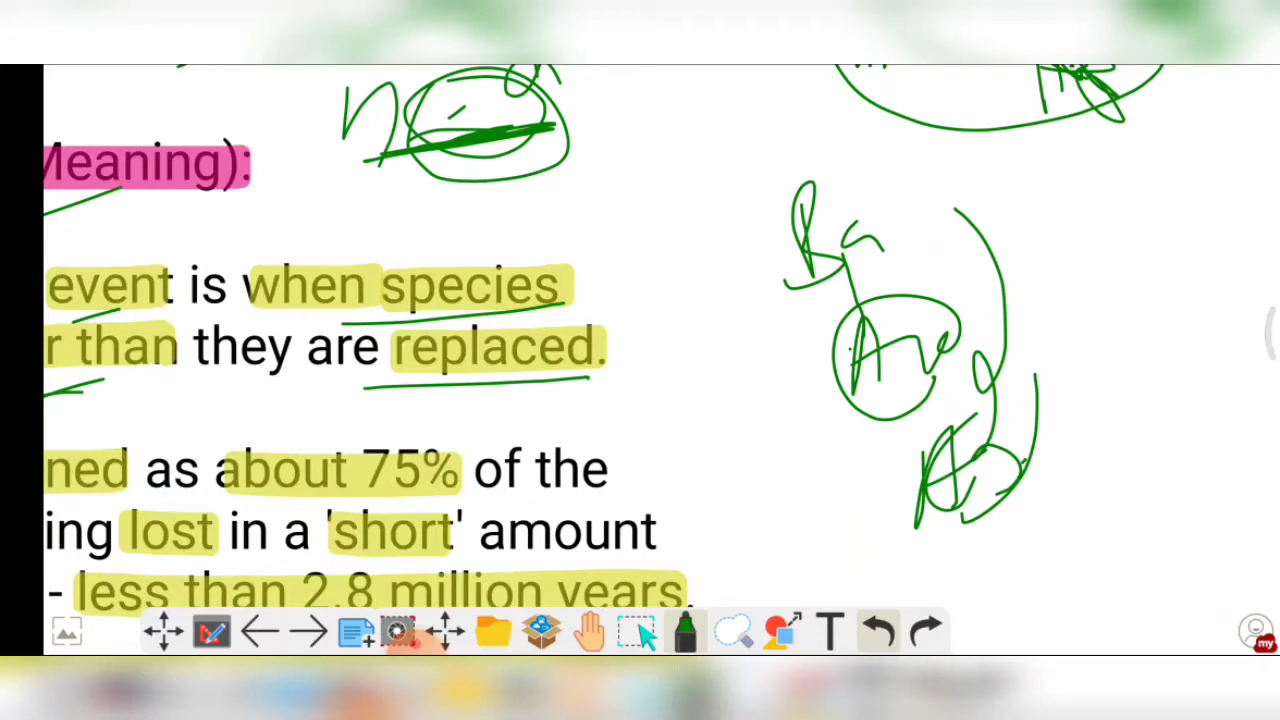 Meaning):
event is when species
r than they are replaced.
ned as about 75% of the
ing lost in a 'short' amount
- less than 2.8 million years.
T
my